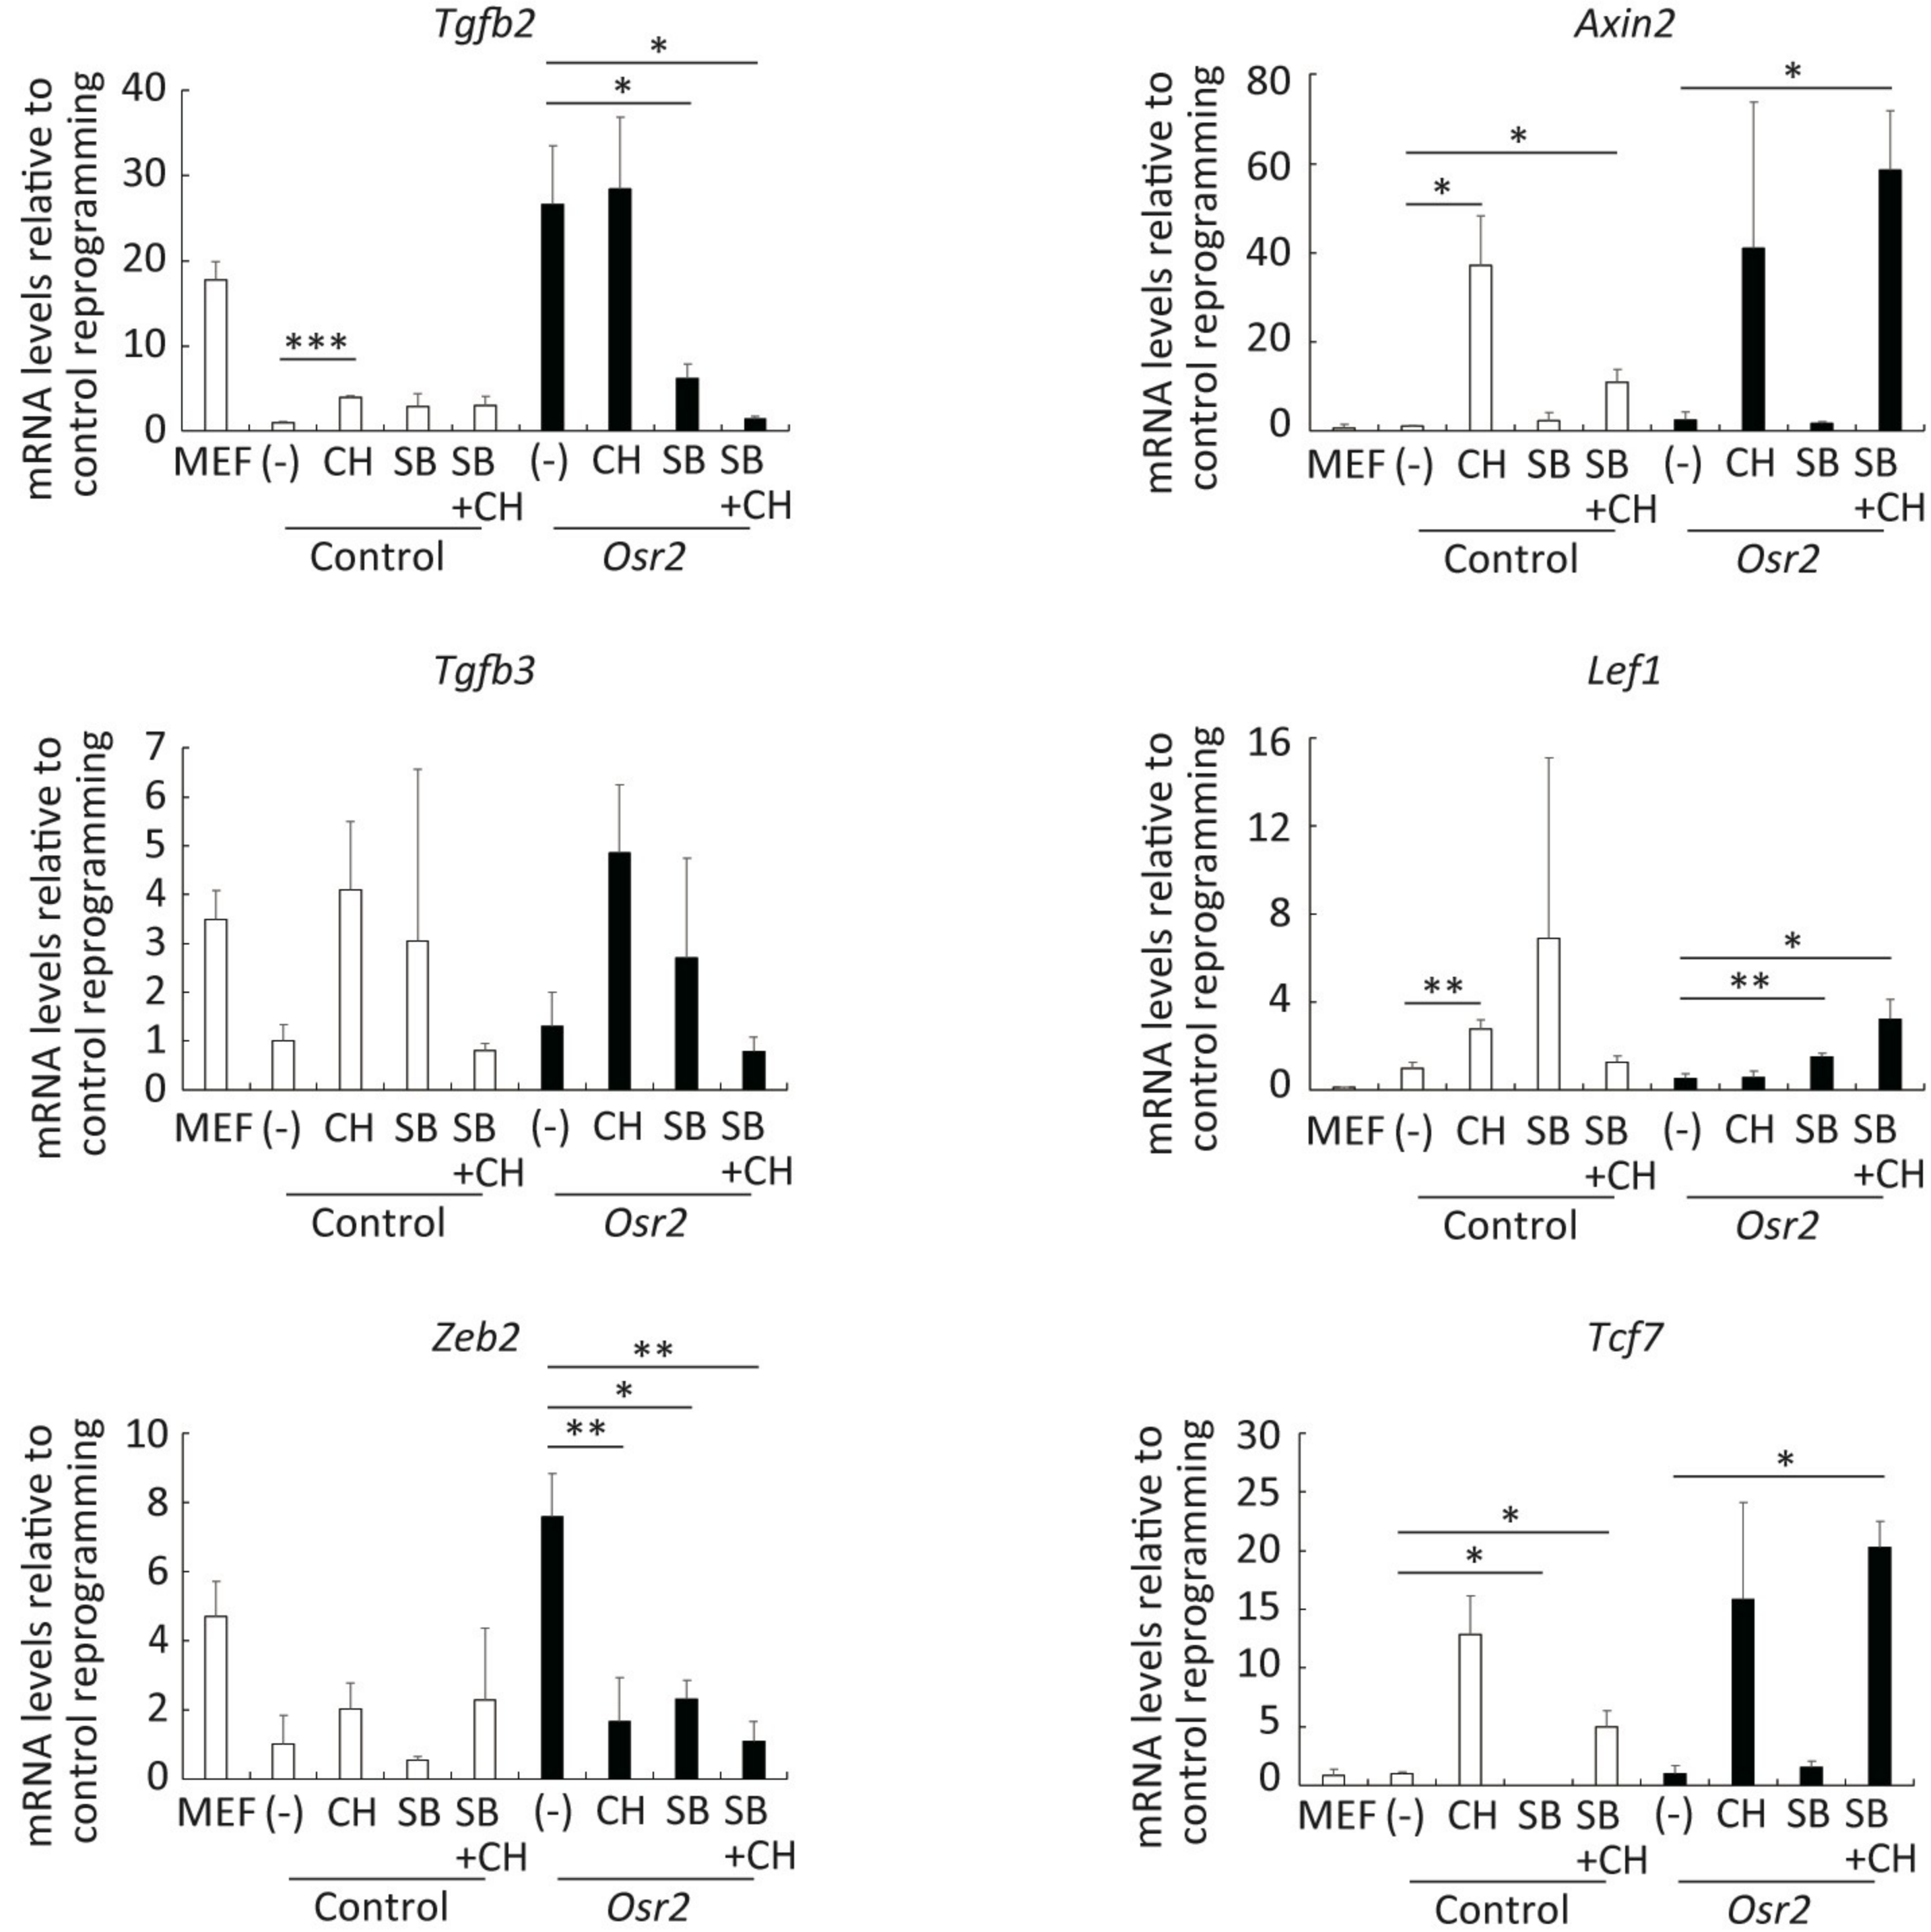 Tgfb2
mRNA levels relative to
control reprogramming
40
30
20
10
0
*
*
***
MEF (-) CH SB SB (-) CH SB SB
+CH +CH
Control Osr2
Axin2
mRNA levels relative to
control reprogramming
80
60
40
20
0
*
*
*
MEF (-) CH SB SB (-) CH SB SB
+CH +CH
Control Osr2
Tgfb3
mRNA levels relative to
control reprogramming
7
6
5
4
3
2
1
0
MEF (-) CH SB SB (-) CH SB SB
+CH +CH
Control Osr2
Lef1
mRNA levels relative to
control reprogramming
16
12
8
4
0
*
**
**
MEF (-) CH SB SB (-) CH SB SB
+CH +CH
Control Osr2
Zeb2
mRNA levels relative to
control reprogramming
10
8
6
4
2
0
**
*
**
MEF (-) CH SB SB (-) CH SB SB
+CH +CH
Control Osr2
Tcf7
mRNA levels relative to
control reprogramming
30
25
20
15
10
5
0
*
*
*
MEF (-) CH SB SB (-) CH SB SB
+CH +CH
Control Osr2